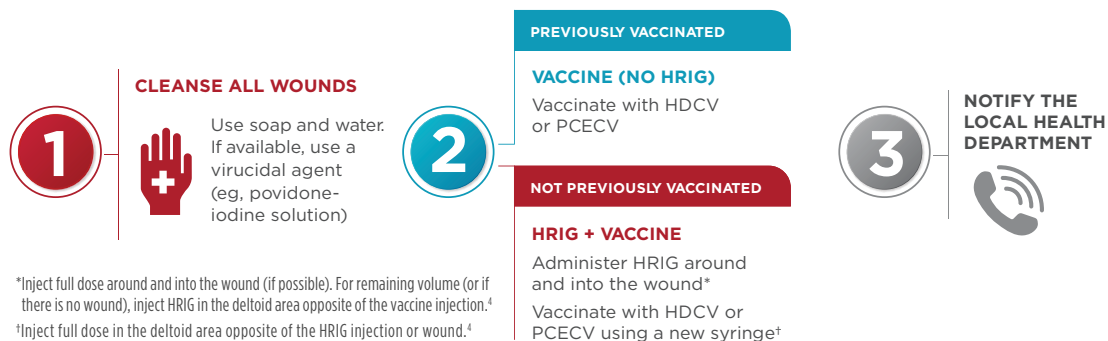 1
CLEANSE ALL WOUNDS
Use soap and water.
If available, use a
virucidal agent
(eg, povidone-
iodine solution)
2
PREVIOUSLY VACCINATED
VACCINE (NO HRIG)
Vaccinate with HDCV
or PCECV
NOT PREVIOUSLY VACCINATED
HRIG + VACCINE
Administer HRIG around
and into the wound*
Vaccinate with HDCV or
PCECV using a new syringe†
3
NOTIFY THE
LOCAL HEALTH
DEPARTMENT
*Inject full dose around and into the wound (if possible). For remaining volume (or if
there is no wound), inject HRIG in the deltoid area opposite of the vaccine injection.⁴
†Inject full dose in the deltoid area opposite of the HRIG injection or wound.⁴